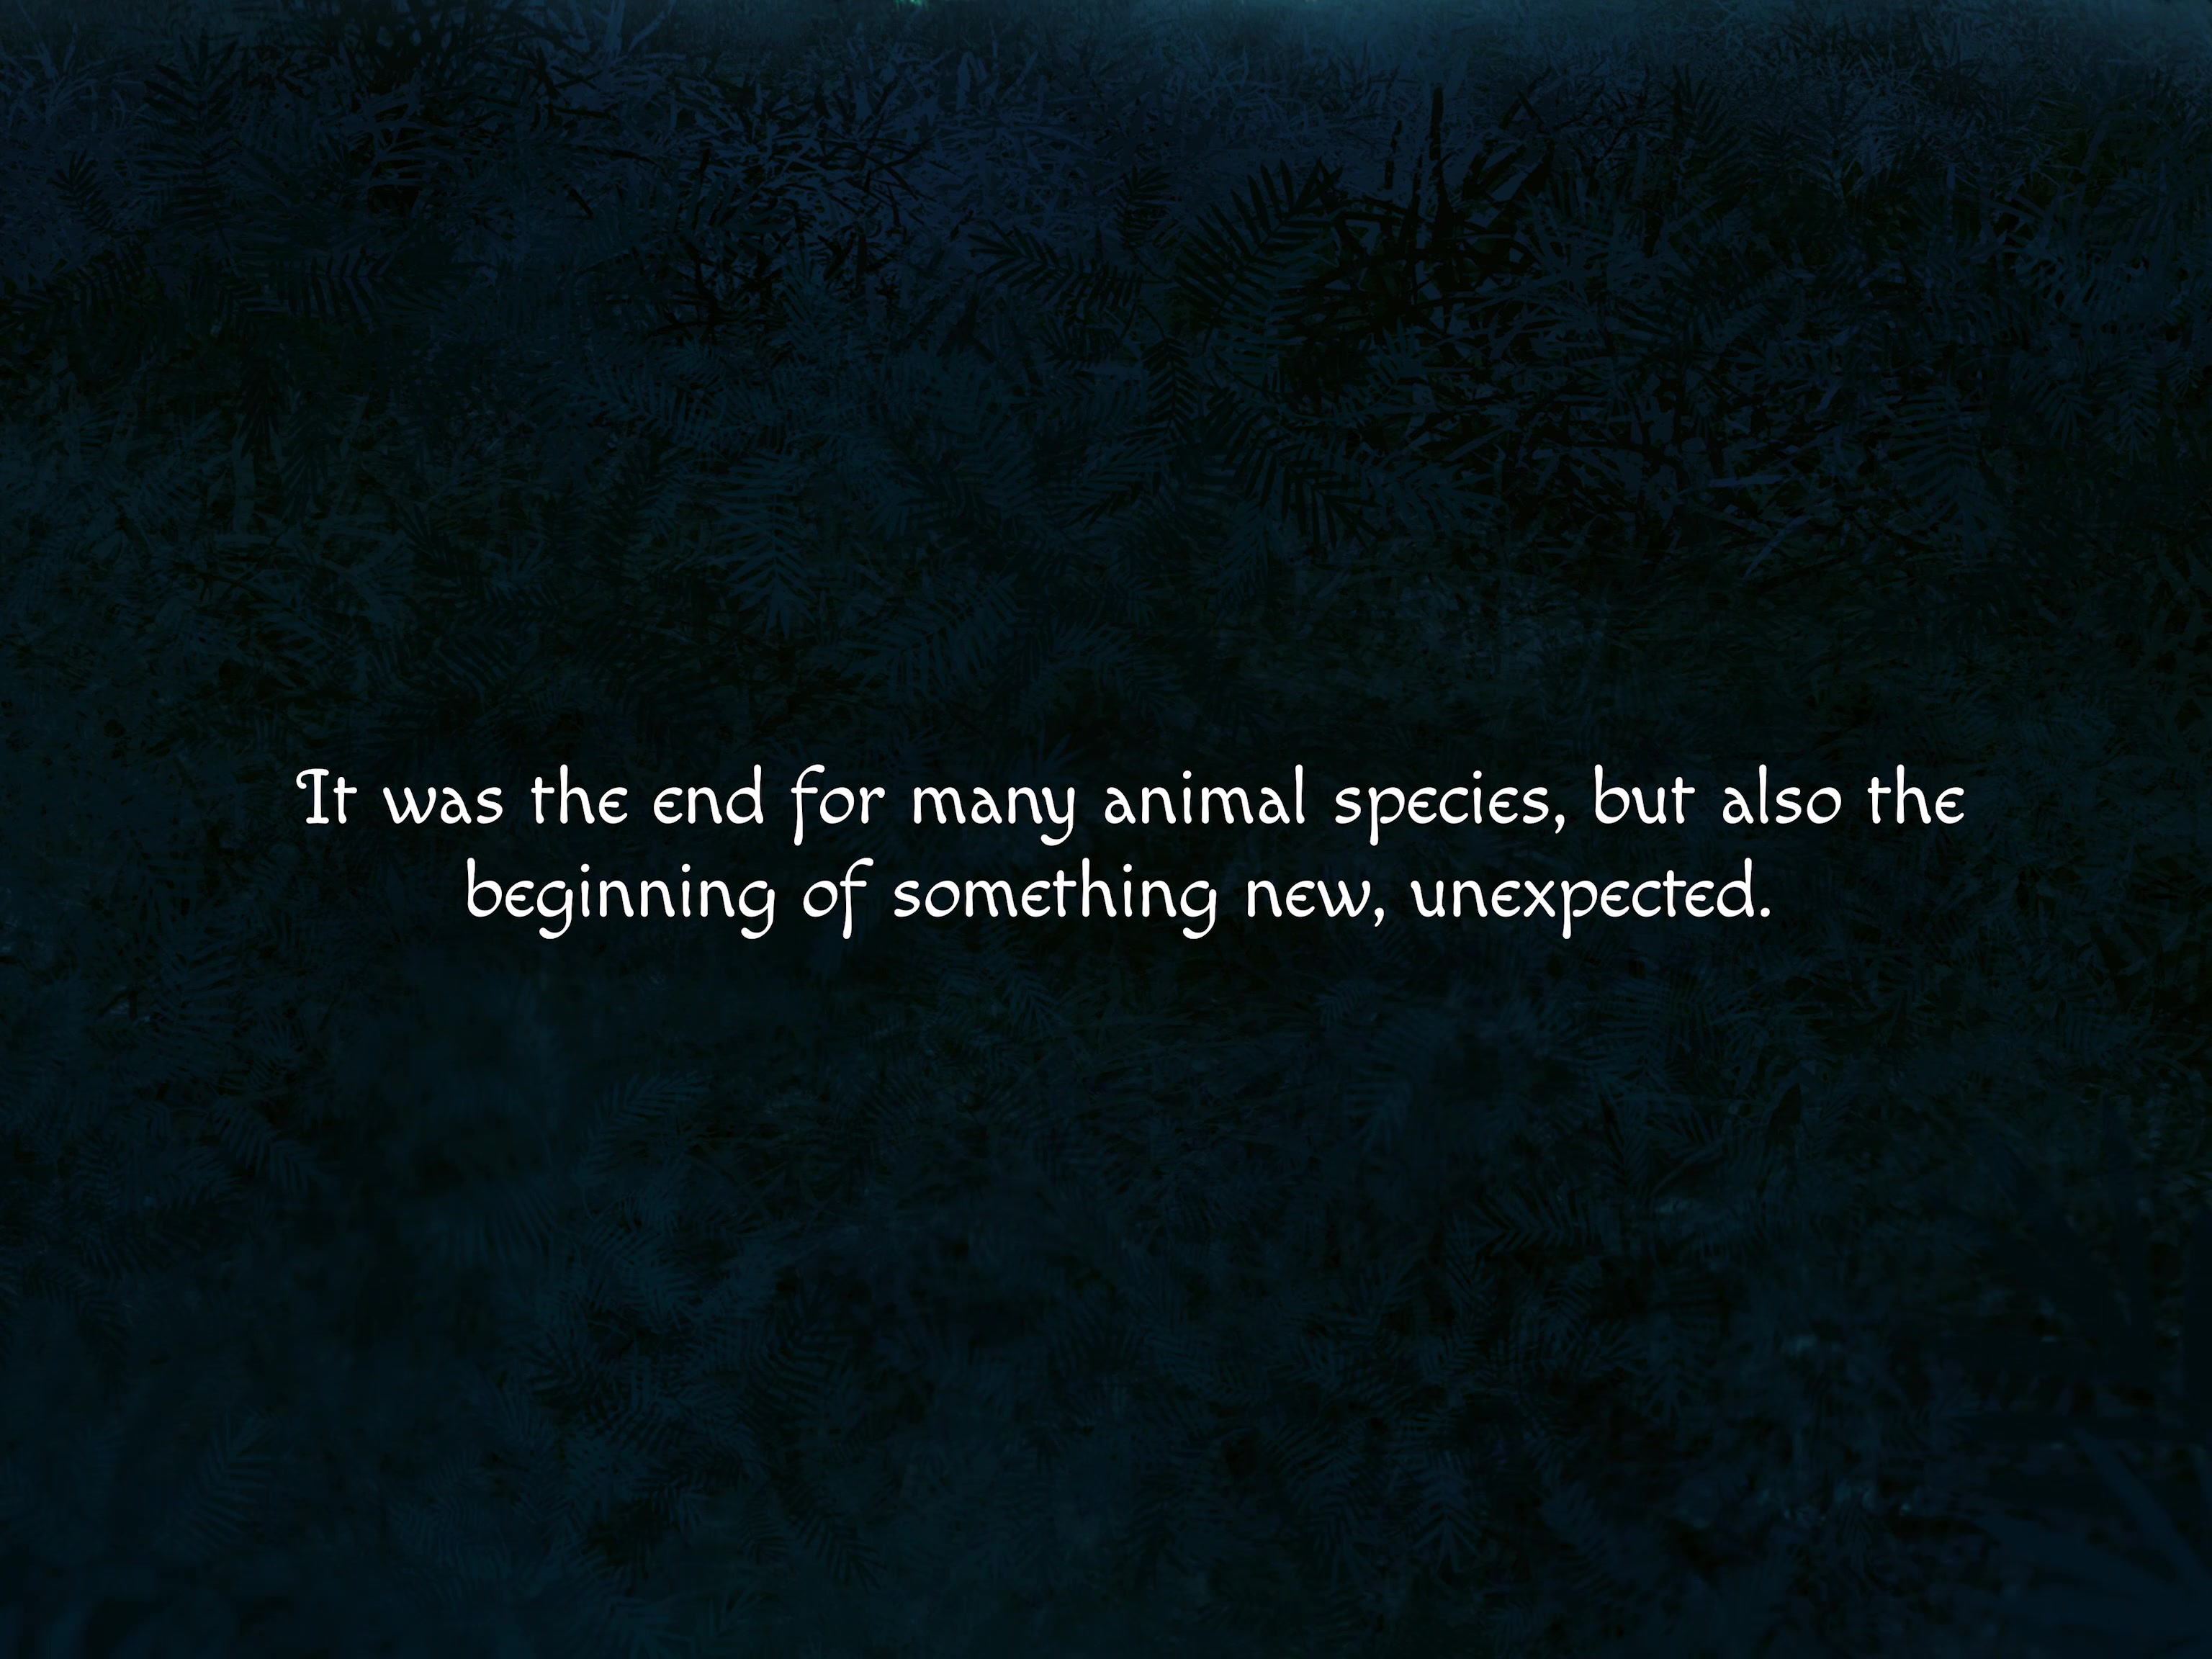 It was the end for many animal species, but also the
beginning of something new, unexpected.